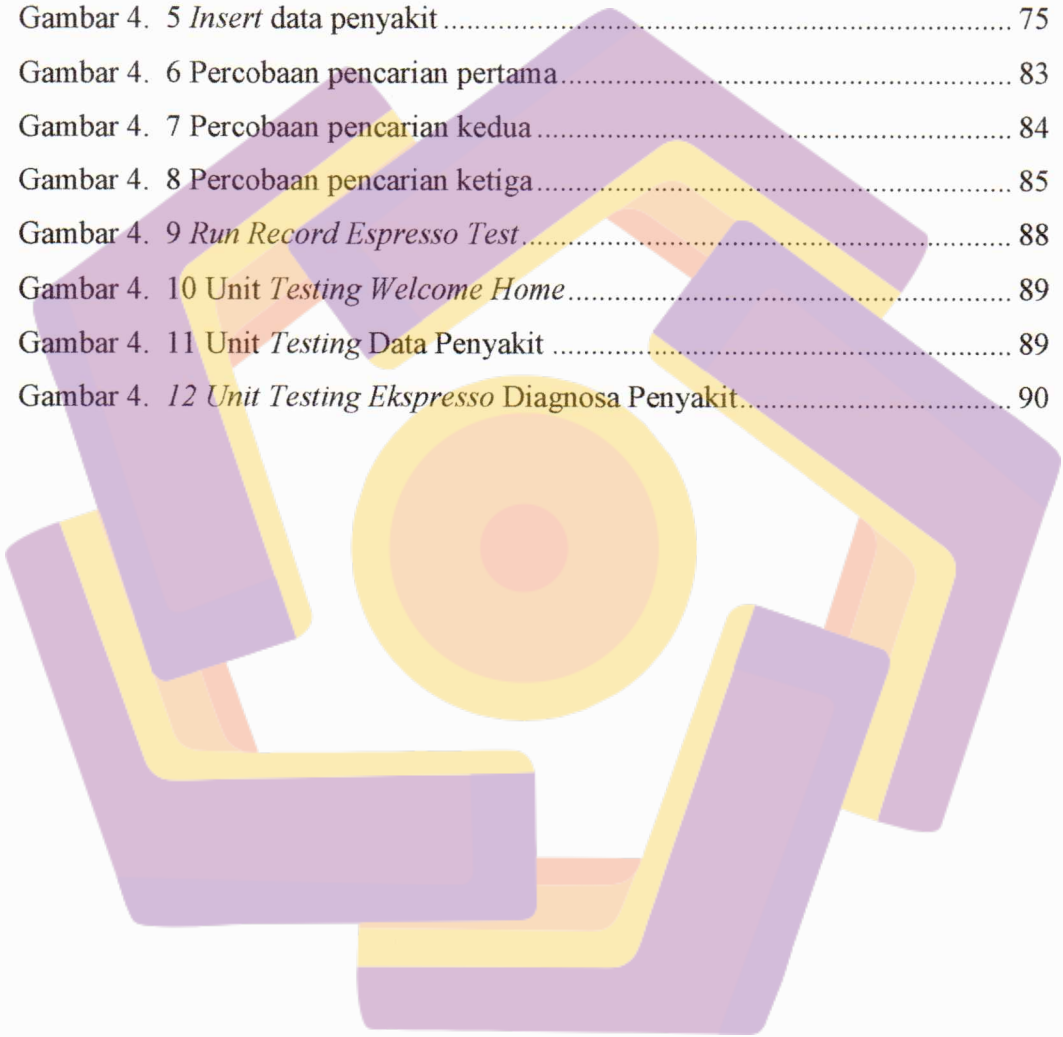 Gambar 4. 5 Insert data penyakit ........................................................................ 75
Gambar 4. 6 Percobaan pencarian pertama......................................................... 83
Gambar 4. 7 Percobaan pencarian kedua ............................................................ 84
Gambar 4. 8 Percobaan pencarian ketiga............................................................ 85
Gambar 4. 9 Run Record Espresso Test.............................................................. 88
Gambar 4. 10 Unit Testing Welcome Home........................................................ 89
Gambar 4. 11 Unit Testing Data Penyakit .......................................................... 89
Gambar 4. 12 Unit Testing Ekspresso Diagnosa Penyakit.................................. 90